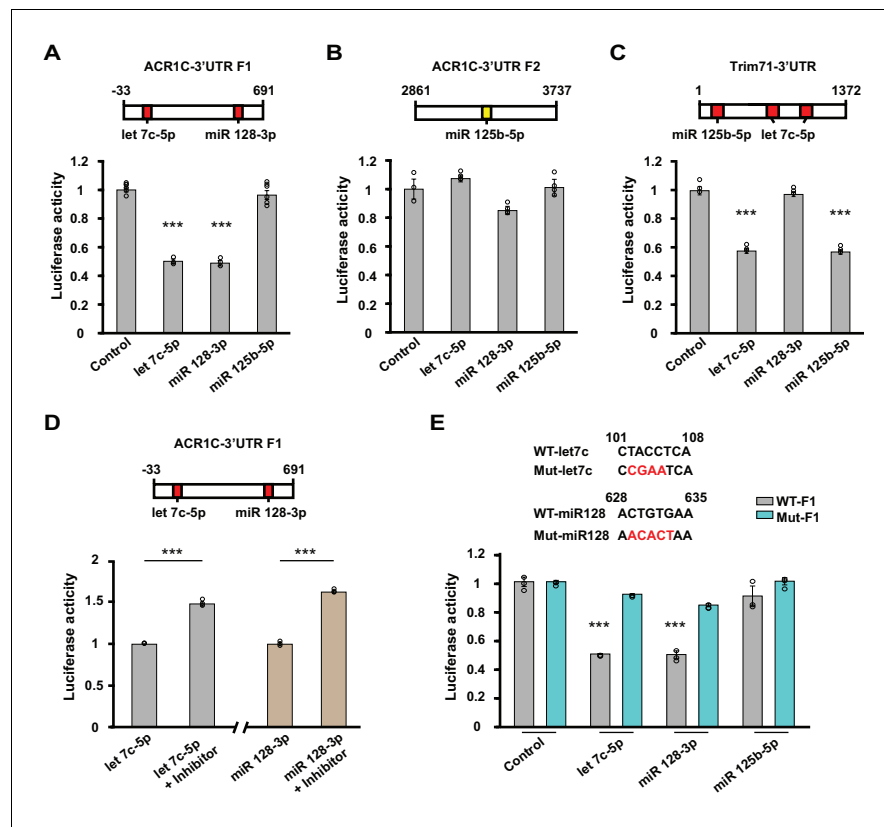 A
ACR1C-3'UTR F1
-33 691
let 7c-5p miR 128-3p
Luciferase acticity
1.2
1
0.8
0.6
0.4
0.2
0
*** ***
Control let 7c-5p miR 128-3p miR 125b-5p
B
ACR1C-3'UTR F2
2861 3737
miR 125b-5p
Luciferase acticity
1.2
1
0.8
0.6
0.4
0.2
0
Control let 7c-5p miR 128-3p miR 125b-5p
C
Trim71-3'UTR
1 1372
miR 125b-5p let 7c-5p
Luciferase acticity
1.2
1
0.8
0.6
0.4
0.2
0
*** ***
Control let 7c-5p miR 128-3p miR 125b-5p
D
ACR1C-3'UTR F1
-33 691
let 7c-5p miR 128-3p
Luciferase acticity
2
1.5
1
0.5
0
*** ***
let 7c-5p let 7c-5p + Inhibitor miR 128-3p miR 128-3p + Inhibitor
E
101 108
WT-let7c CTACCTCA
Mut-let7c CCGAATCA
628 635
WT-miR128 ACTGTGAA
Mut-miR128 AACACTAA
WT-F1
Mut-F1
Luciferase acticity
1.2
1
0.8
0.6
0.4
0.2
0
*** ***
Control let 7c-5p miR 128-3p miR 125b-5p